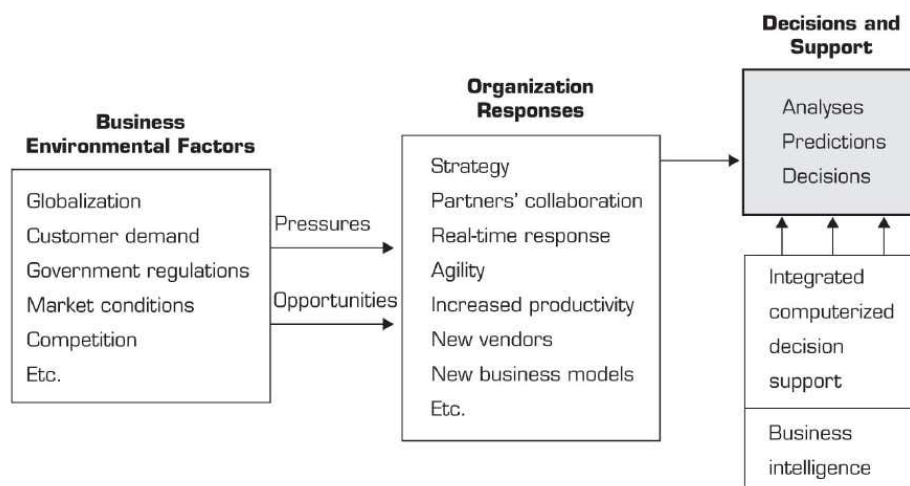 Business
Environmental Factors
Globalization
Customer demand
Government regulations
Market conditions
Competition
Etc.
Pressures
Opportunities
Organization
Responses
Strategy
Partners' collaboration
Real-time response
Agility
Increased productivity
New vendors
New business models
Etc.
Decisions and
Support
Analyses
Predictions
Decisions
Integrated
computerized
decision
support
Business
intelligence